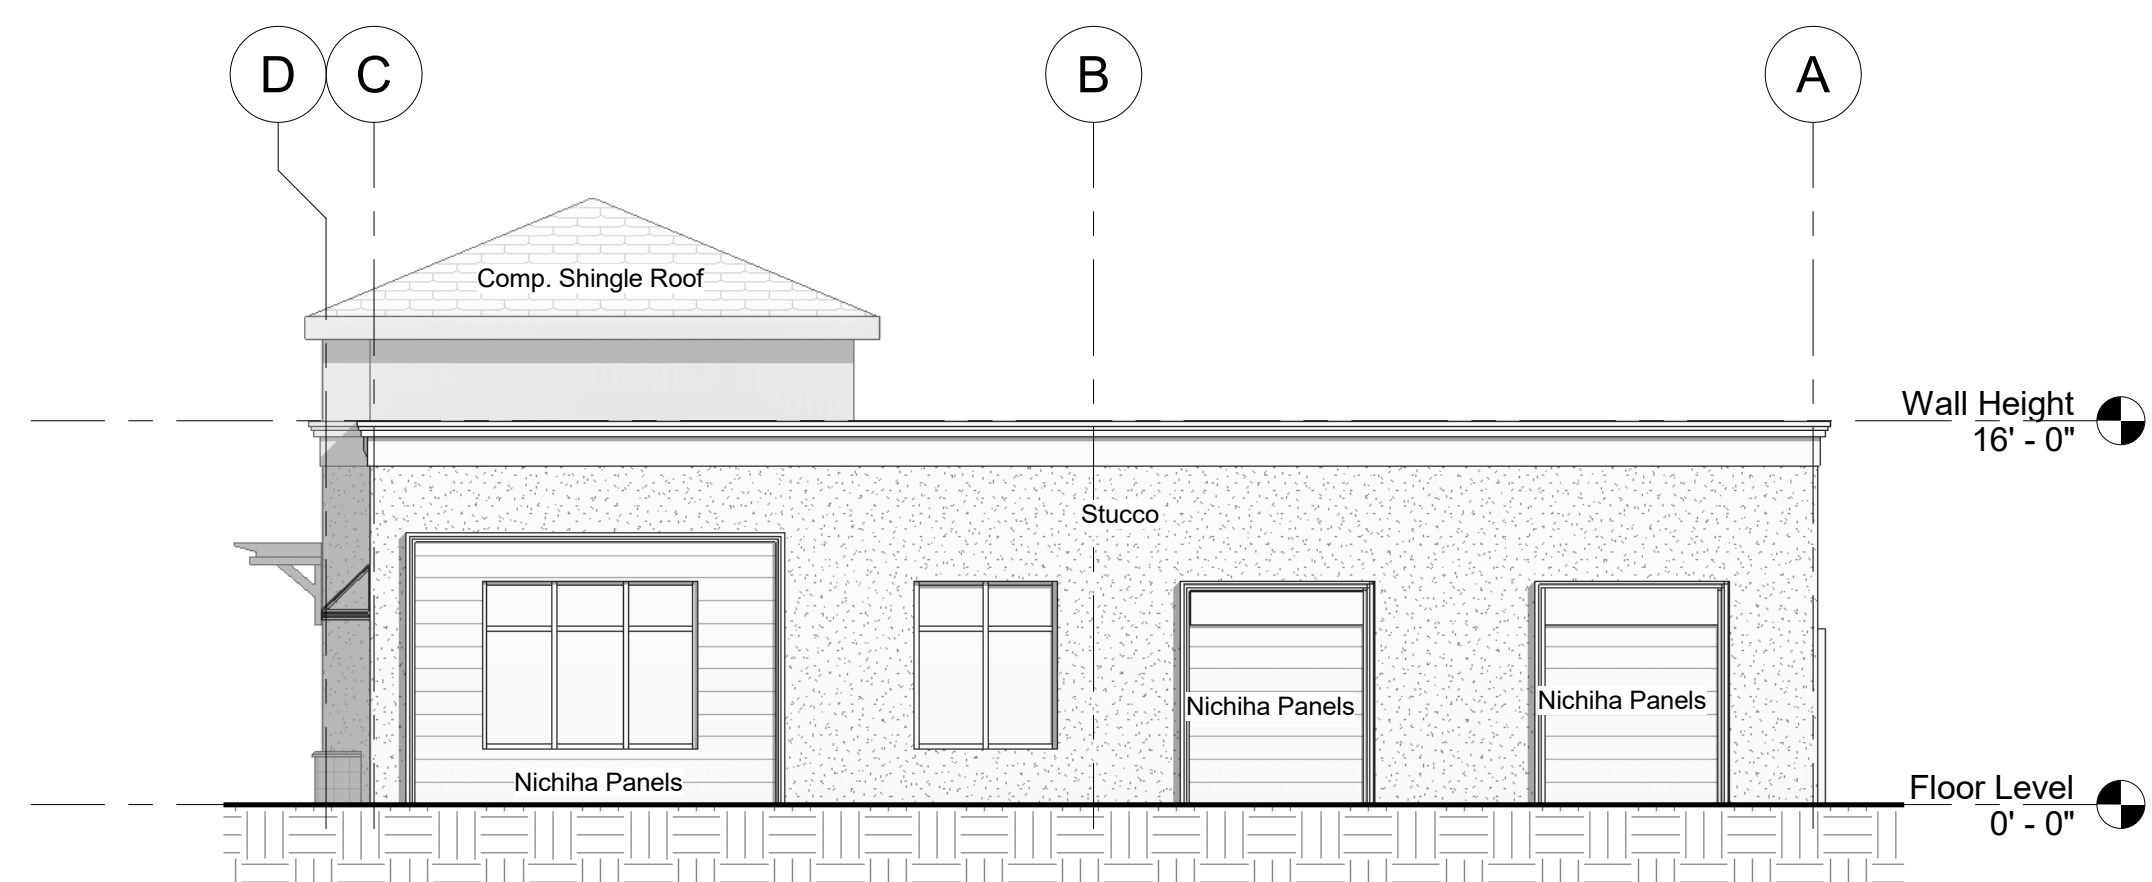 D
C
B
A
Comp. Shingle Roof
Wall Height
16' - 0"
Stucco
Nichiha Panels
Nichiha Panels
Nichiha Panels
Floor Level
0' - 0"